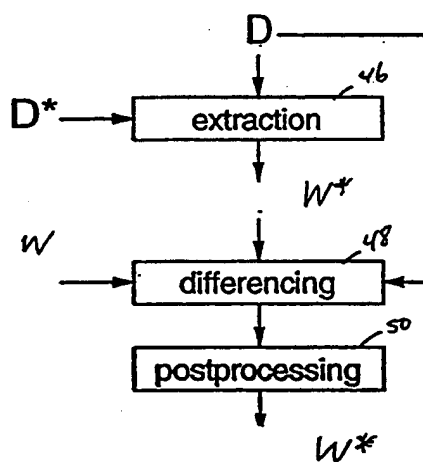 D
46
D*
extraction
W*
W
48
differencing
50
postprocessing
W*